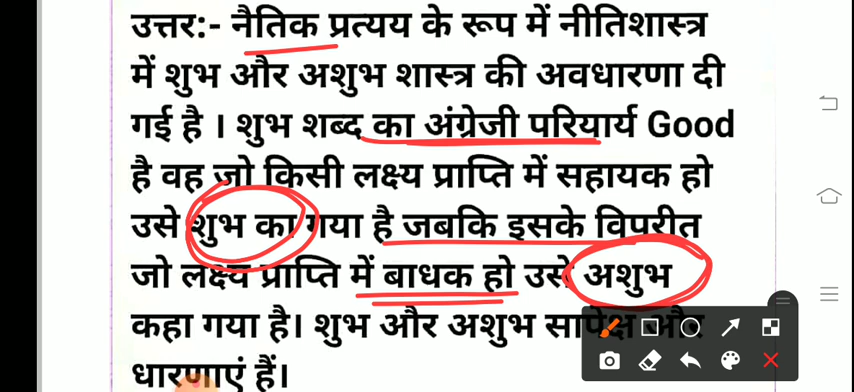 उत्तर:- नैतिक प्रत्यय के रूप में नीतिशास्त्र
में शुभ और अशुभ शास्त्र की अवधारणा दी
गई है । शुभ शब्द का अंग्रेजी परियार्य Good
है वह जो किसी लक्ष्य प्राप्ति में सहायक हो
उसे शुभ का गया है जबकि इसके विपरीत
जो लक्ष्य प्राप्ति में बाधक हो उसे अशुभ
कहा गया है। शुभ और अशुभ सापेक्ष और
धारणाएं हैं।